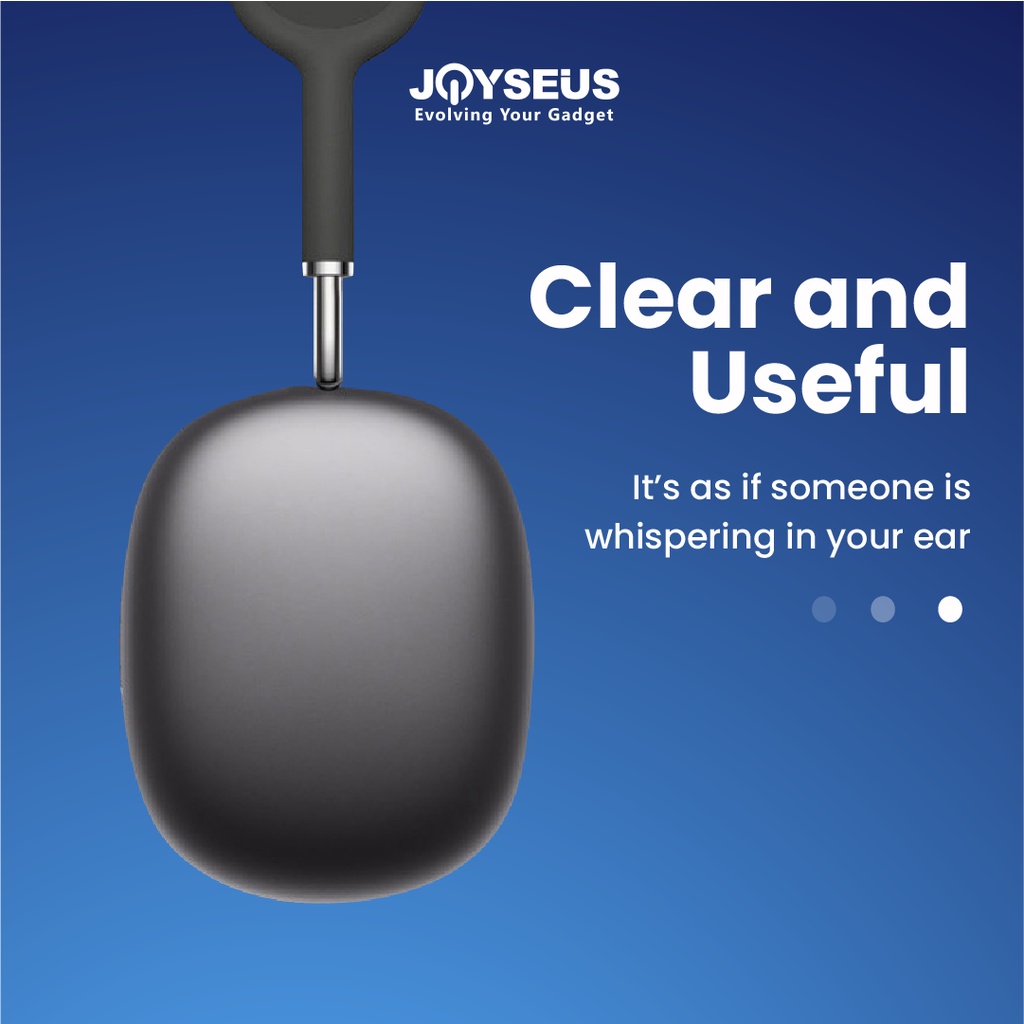 JOYSEUS
Evolving Your Gadget
Clear and
Useful
It’s as if someone is
whispering in your ear